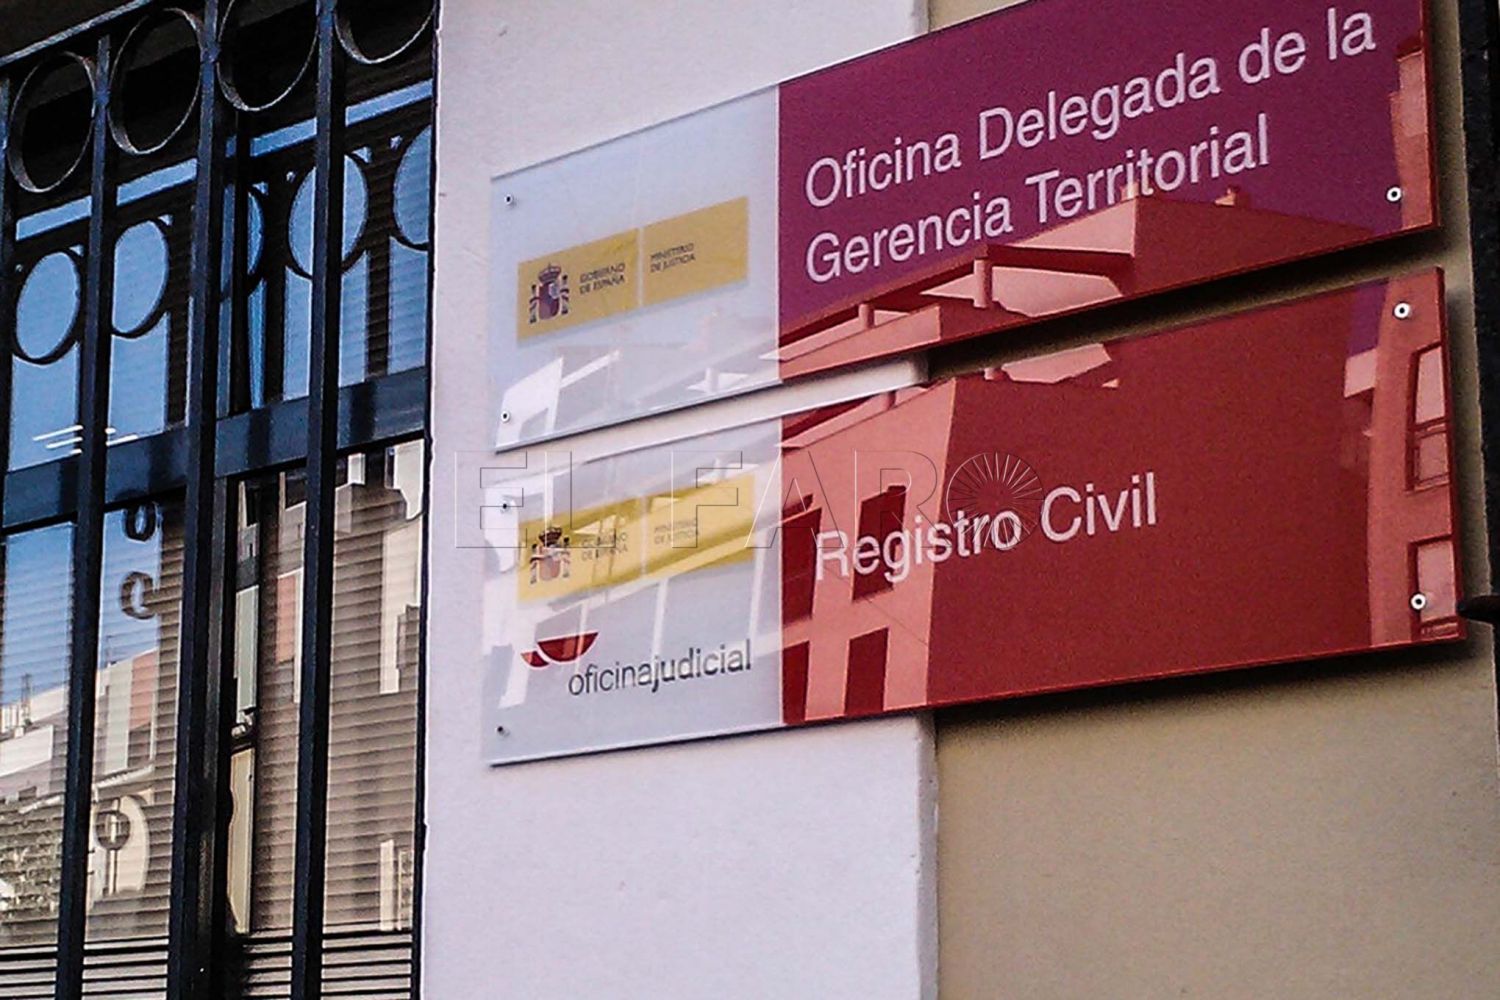 Oficina Delegada de la
Gerencia Territorial
GOBIERNO
DE ESPAÑA
MINISTERIO
DE JUSTICIA
EL FARO
Registro Civil
GOBIERNO
DE ESPAÑA
MINISTERIO
DE JUSTICIA
oficinajudicial